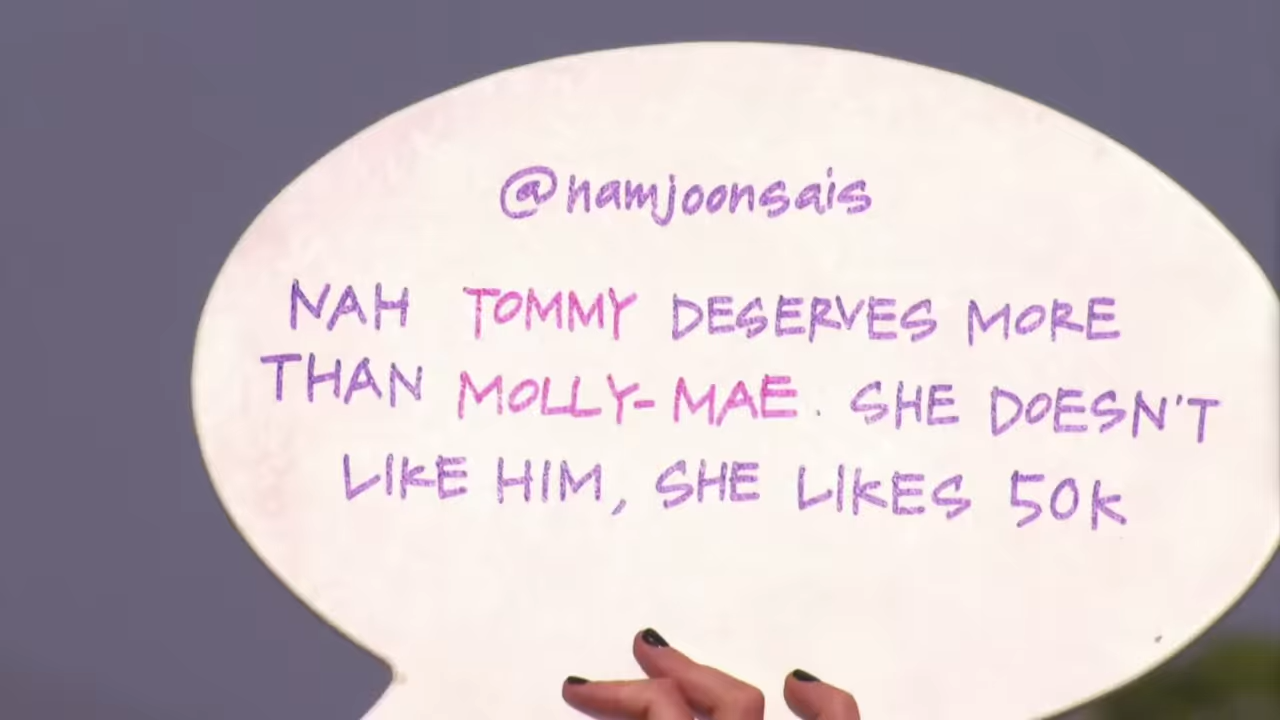 @namjoonsais
NAH TOMMY DESERVES MORE
THAN MOLLY-MAE. SHE DOESN'T
LIKE HIM, SHE LIKES 50K